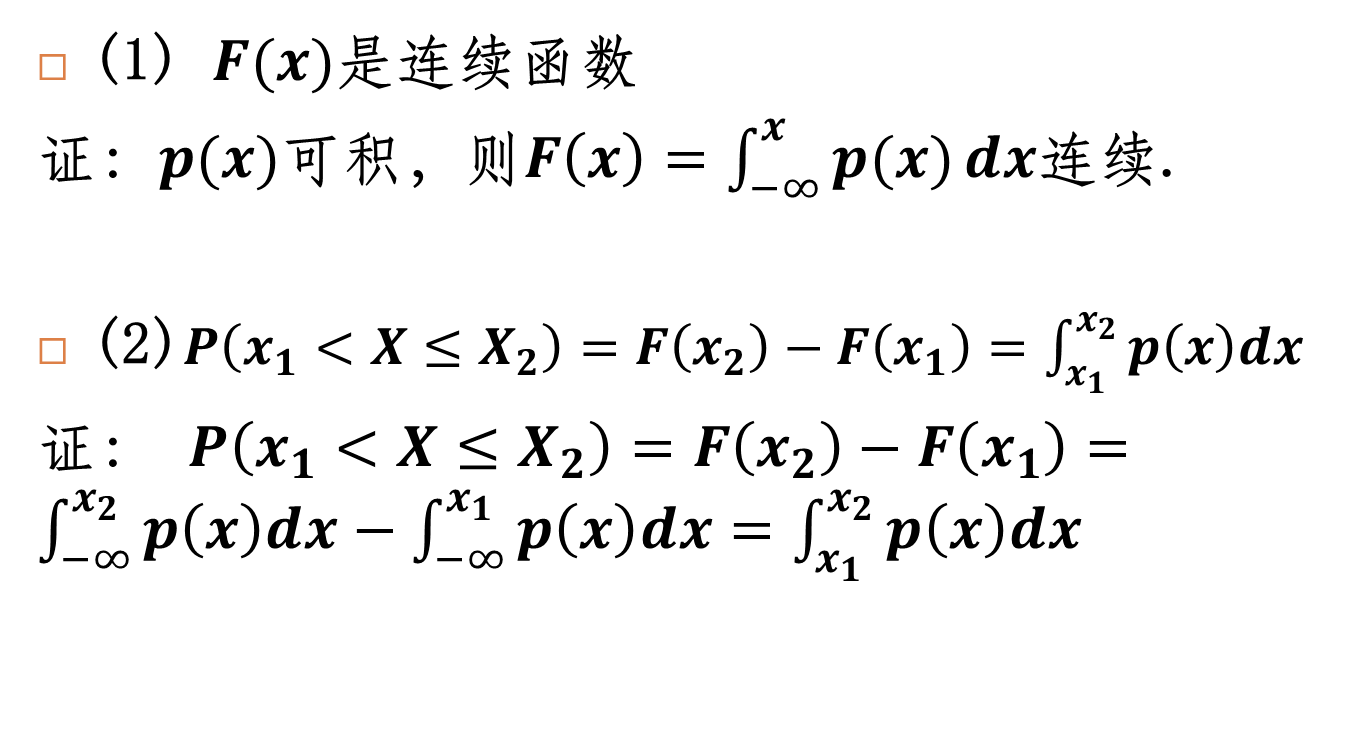 □ (1) F(x)是连续函数
证：p(x)可积，则F(x) = ∫_{-∞}^{x} p(x) dx连续.
□ (2) P(x₁ < X ≤ X₂) = F(x₂) − F(x₁) = ∫_{x₁}^{x₂} p(x)dx
证： P(x₁ < X ≤ X₂) = F(x₂) − F(x₁) =
∫_{-∞}^{x₂} p(x)dx − ∫_{-∞}^{x₁} p(x)dx = ∫_{x₁}^{x₂} p(x)dx